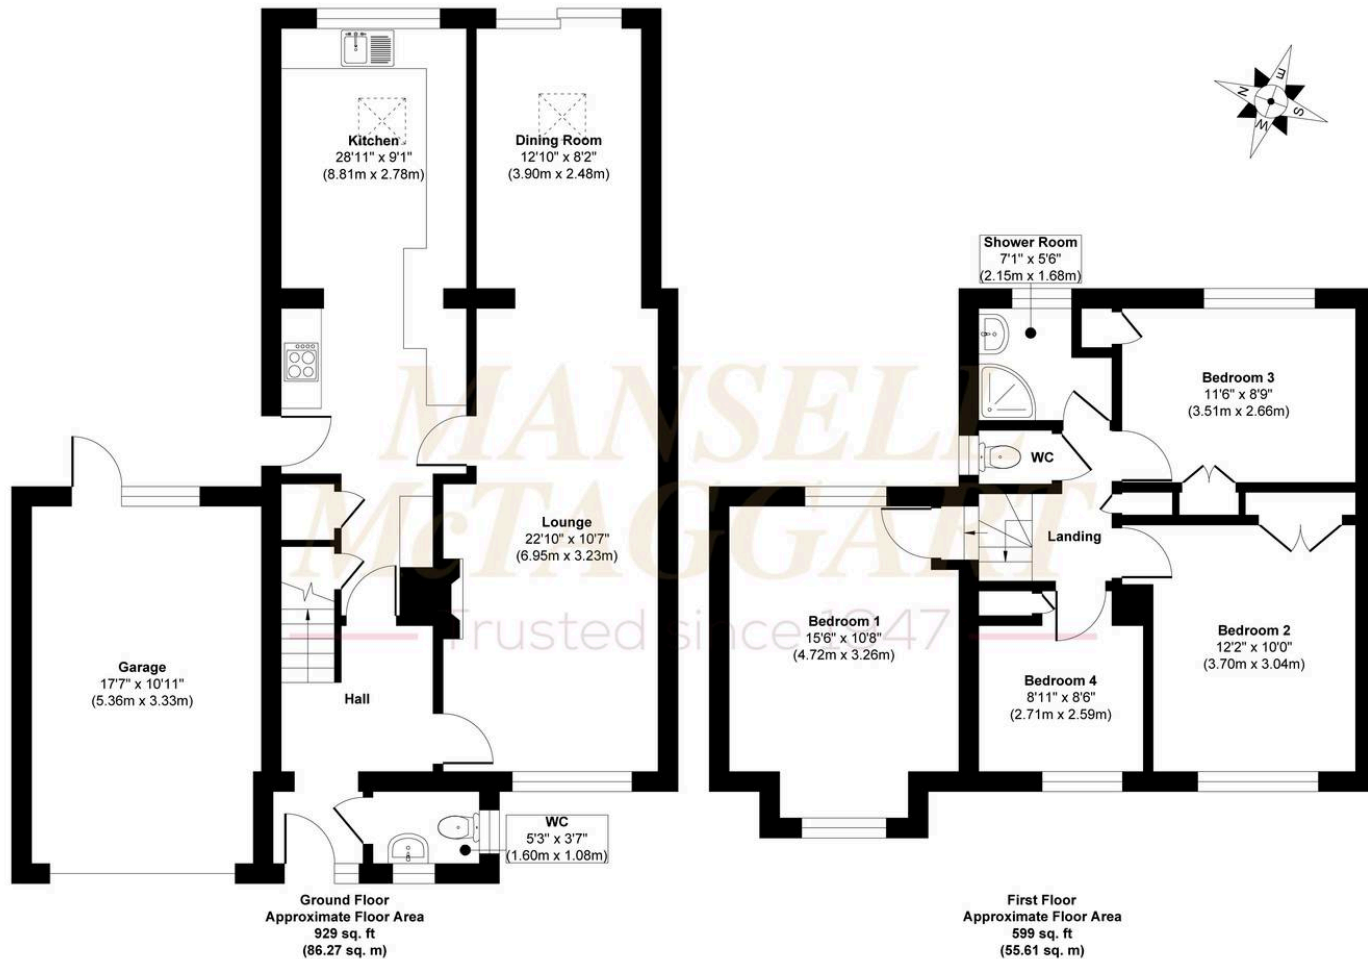 Kitchen
28'11" x 9'1"
(8.81m x 2.78m)
Dining Room
12'10" x 8'2"
(3.90m x 2.48m)
N
E
S
W
Shower Room
7'1" x 5'6"
(2.15m x 1.68m)
Bedroom 3
11'6" x 8'9"
(3.51m x 2.66m)
WC
MANSELL
McTAGGART
Trusted since 1947
Lounge
22'10" x 10'7"
(6.95m x 3.23m)
Landing
Bedroom 1
15'6" x 10'8"
(4.72m x 3.26m)
Bedroom 2
12'2" x 10'0"
(3.70m x 3.04m)
Garage
17'7" x 10'11"
(5.36m x 3.33m)
Hall
Bedroom 4
8'11" x 8'6"
(2.71m x 2.59m)
WC
5'3" x 3'7"
(1.60m x 1.08m)
Ground Floor
Approximate Floor Area
929 sq. ft
(86.27 sq. m)
First Floor
Approximate Floor Area
599 sq. ft
(55.61 sq. m)